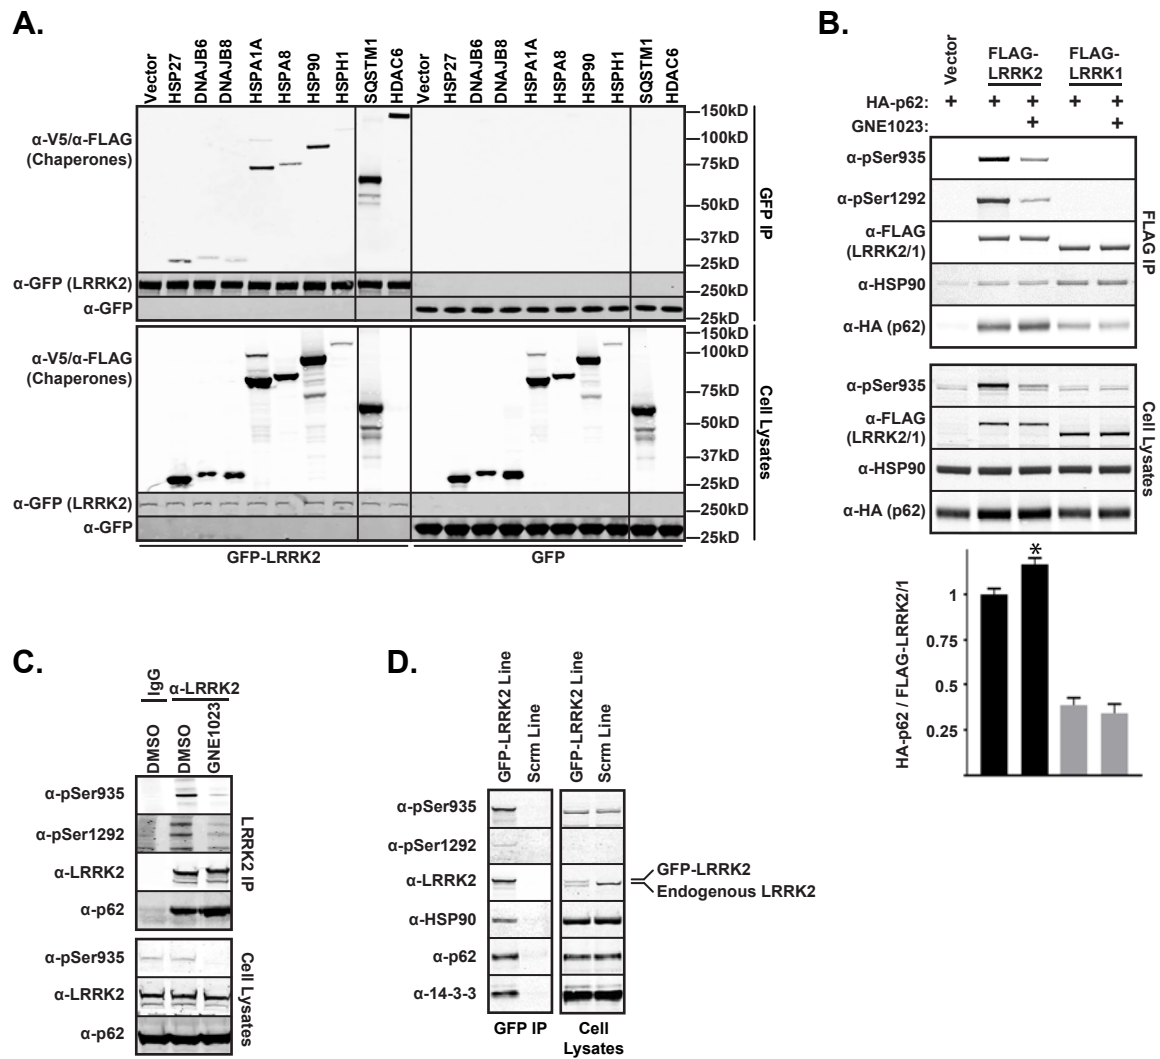 A.
Vector
HSP27
DNAJB6
DNAJB8
HSPA1A
HSPA8
HSP90
HSPH1
SQSTM1
HDAC6
Vector
HSP27
DNAJB6
DNAJB8
HSPA1A
HSPA8
HSP90
HSPH1
SQSTM1
HDAC6
α-V5/α-FLAG
(Chaperones)
150kD
100kD
75kD
50kD
37kD
25kD
α-GFP (LRRK2)
250kD
α-GFP
25kD
GFP IP
α-V5/α-FLAG
(Chaperones)
150kD
100kD
75kD
50kD
37kD
25kD
α-GFP (LRRK2)
250kD
α-GFP
25kD
Cell Lysates
GFP-LRRK2
GFP
B.
Vector
FLAG-
LRRK2
FLAG-
LRRK1
HA-p62: + + + + +
GNE1023: + +
α-pSer935
α-pSer1292
α-FLAG
(LRRK2/1)
α-HSP90
α-HA (p62)
FLAG IP
α-pSer935
α-FLAG
(LRRK2/1)
α-HSP90
α-HA (p62)
Cell Lysates
HA-p62 / FLAG-LRRK2/1
*
1
0.75
0.5
0.25
C.
IgG
α-LRRK2
DMSO
DMSO
GNE1023
α-pSer935
α-pSer1292
α-LRRK2
α-p62
LRRK2 IP
α-pSer935
α-LRRK2
α-p62
Cell Lysates
D.
GFP-LRRK2 Line
Scrm Line
GFP-LRRK2 Line
Scrm Line
α-pSer935
α-pSer1292
α-LRRK2
GFP-LRRK2
Endogenous LRRK2
α-HSP90
α-p62
α-14-3-3
GFP IP
Cell
Lysates